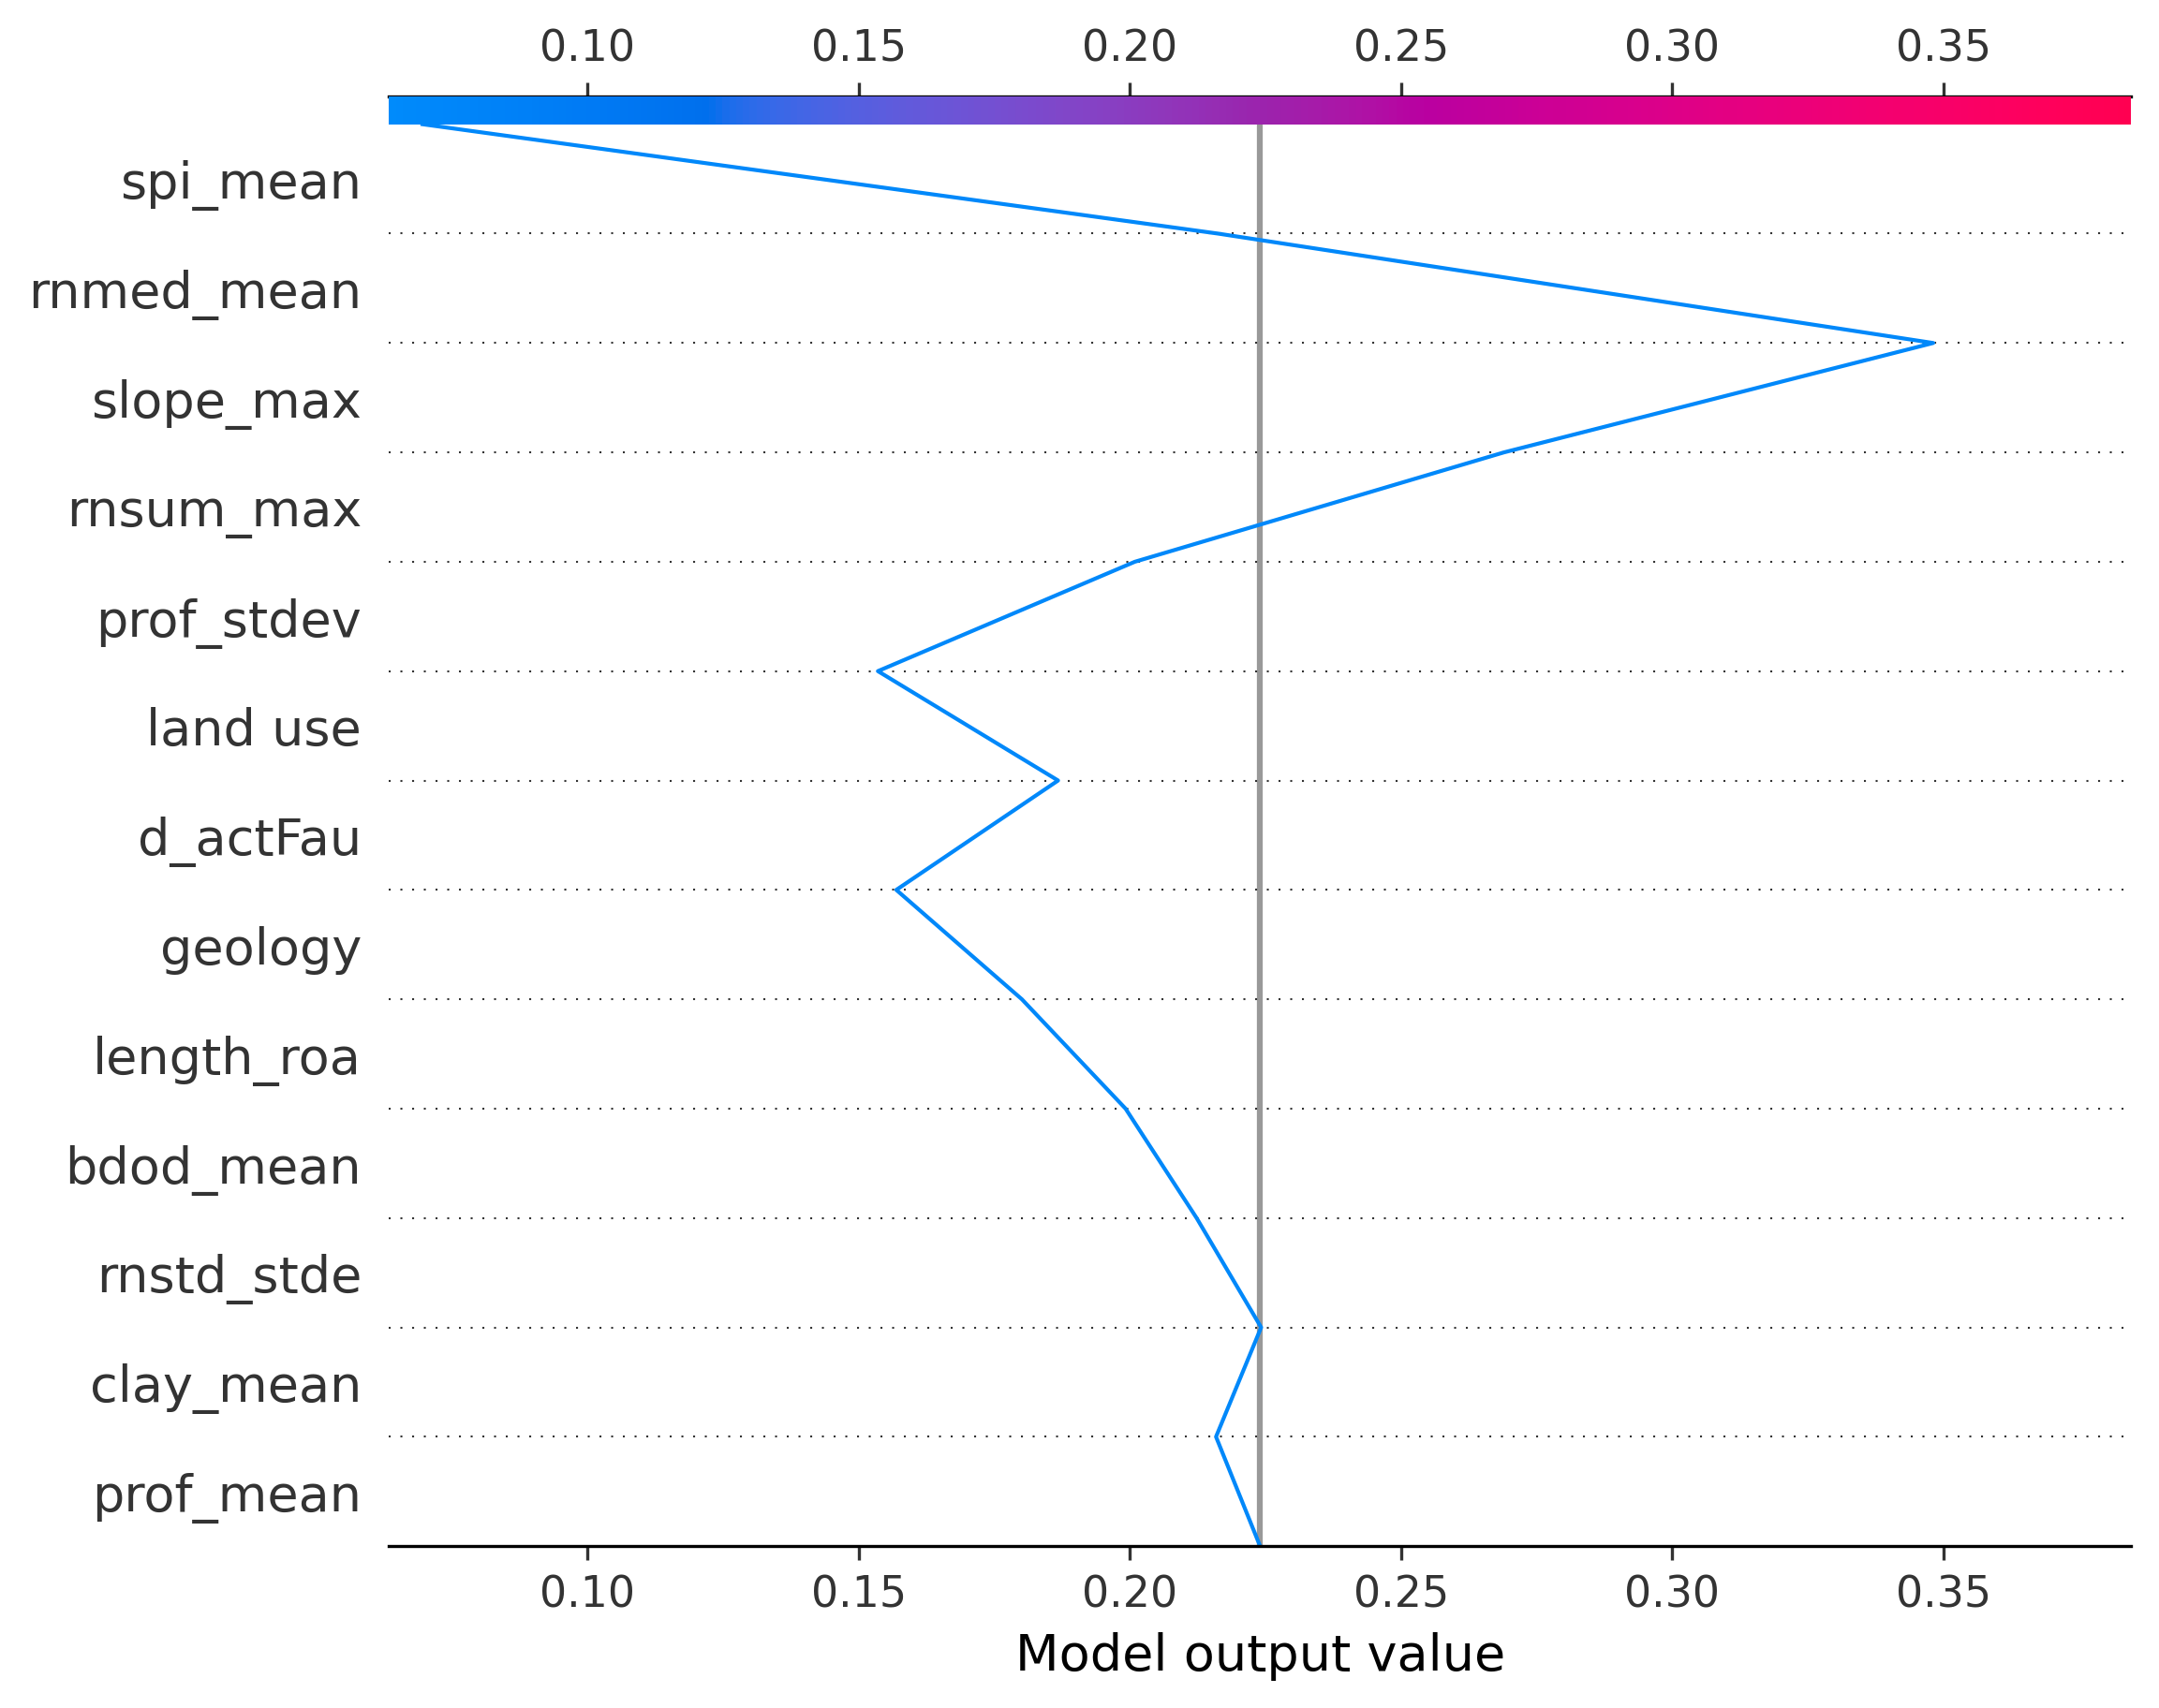 0.10 0.15 0.20 0.25 0.30 0.35
spi_mean
rnmed_mean
slope_max
rnsum_max
prof_stdev
land use
d_actFau
geology
length_roa
bdod_mean
rnstd_stde
clay_mean
prof_mean
0.10 0.15 0.20 0.25 0.30 0.35
Model output value